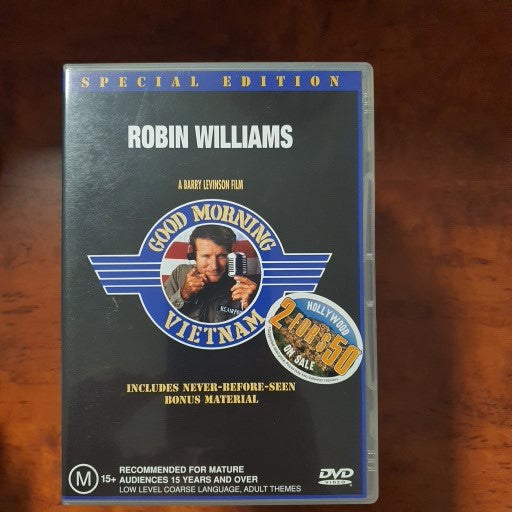 SPECIAL EDITION
ROBIN WILLIAMS
A BARRY LEVINSON FILM
GOOD MORNING
VIETNAM
INCLUDES NEVER-BEFORE-SEEN
BONUS MATERIAL
HOLLYWOOD
2 FOR $50
ON SALE
M 15+
RECOMMENDED FOR MATURE
AUDIENCES 15 YEARS AND OVER
LOW LEVEL COARSE LANGUAGE, ADULT THEMES
DVD
VIDEO